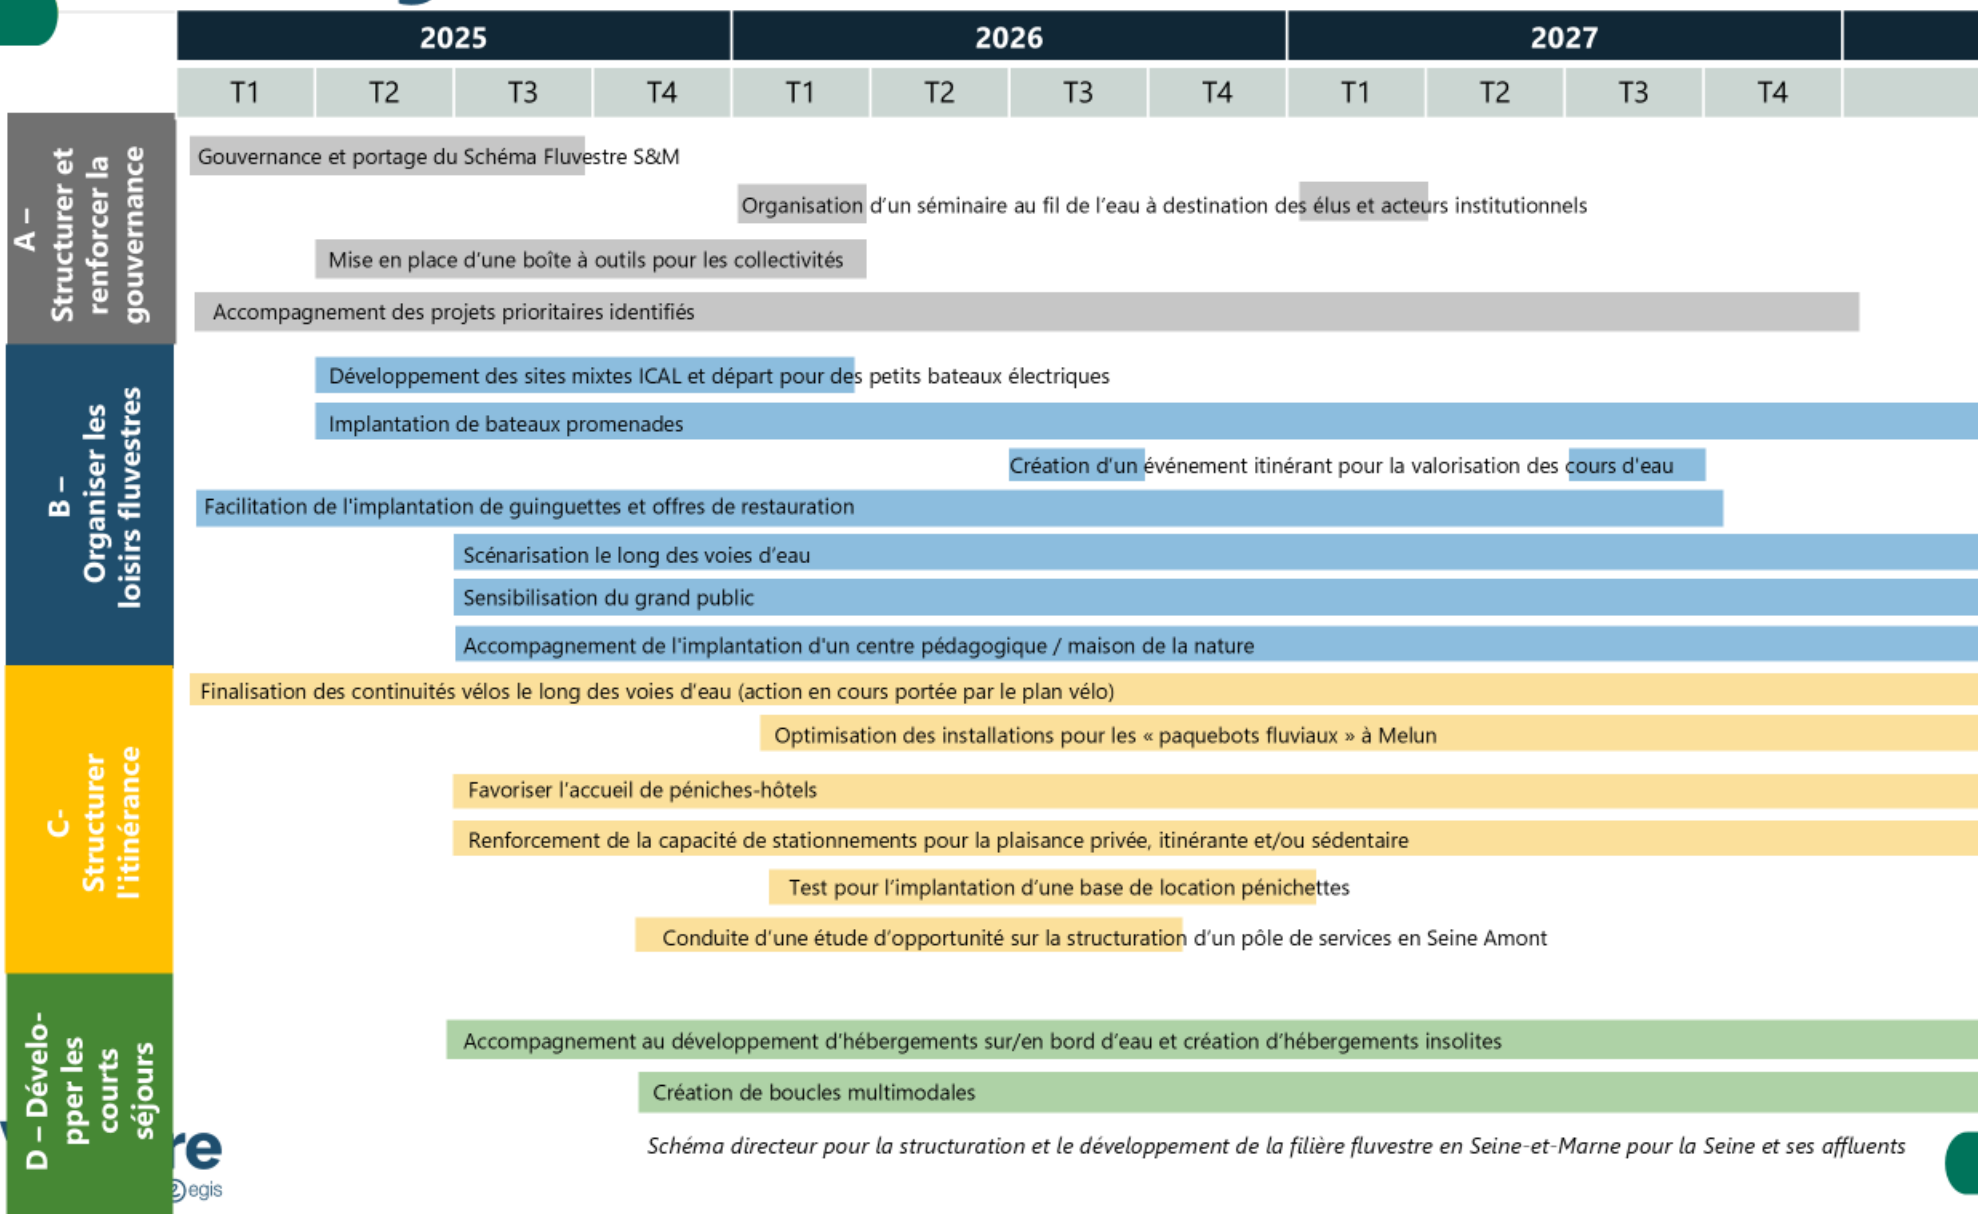 2025
2026
2027
T1
T2
T3
T4
T1
T2
T3
T4
T1
T2
T3
T4
A –
Structurer et
renforcer la
gouvernance
Gouvernance et portage du Schéma Fluvestre S&M
Organisation d’un séminaire au fil de l’eau à destination des élus et acteurs institutionnels
Mise en place d’une boîte à outils pour les collectivités
Accompagnement des projets prioritaires identifiés
B –
Organiser les
loisirs fluvestres
Développement des sites mixtes ICAL et départ pour des petits bateaux électriques
Implantation de bateaux promenades
Création d’un événement itinérant pour la valorisation des cours d'eau
Facilitation de l'implantation de guinguettes et offres de restauration
Scénarisation le long des voies d’eau
Sensibilisation du grand public
Accompagnement de l'implantation d'un centre pédagogique / maison de la nature
C-
Structurer
l'itinérance
Finalisation des continuités vélos le long des voies d’eau (action en cours portée par le plan vélo)
Optimisation des installations pour les « paquebots fluviaux » à Melun
Favoriser l’accueil de péniches-hôtels
Renforcement de la capacité de stationnements pour la plaisance privée, itinérante et/ou sédentaire
Test pour l’implantation d’une base de location pénichettes
Conduite d’une étude d’opportunité sur la structuration d’un pôle de services en Seine Amont
D – Dévelo-
pper les
courts
séjours
Accompagnement au développement d’hébergements sur/en bord d’eau et création d’hébergements insolites
Création de boucles multimodales
Schéma directeur pour la structuration et le développement de la filière fluvestre en Seine-et-Marne pour la Seine et ses affluents
re
egis